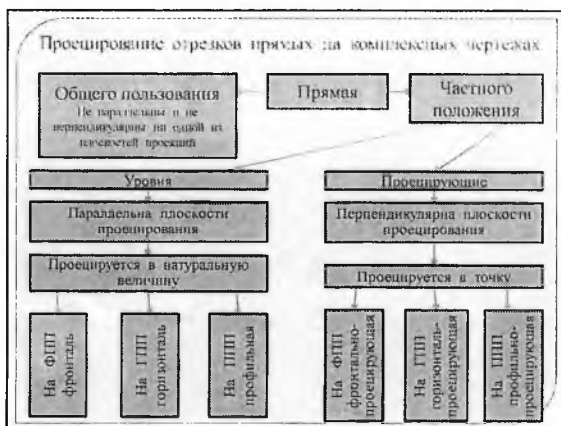 Проецирование отрезков прямых на комплексных чертежах
Общего пользования
Не параллельны и не
перпендикулярны ни одной из
плоскостей проекций
Прямая
Частного
положения
Уровня
Проецирующие
Параллельна плоскости
проецирования
Перпендикулярна плоскости
проецирования
Проецируется в натуральную
величину
Проецируется в точку
На ФПП
фронталь
На ГПП
горизонталь
На ППП
профильная
На ФПП
фронтально-
проецирующая
На ГПП
горизонталь-
проецирующая
На ППП
профильно-
проецирующая